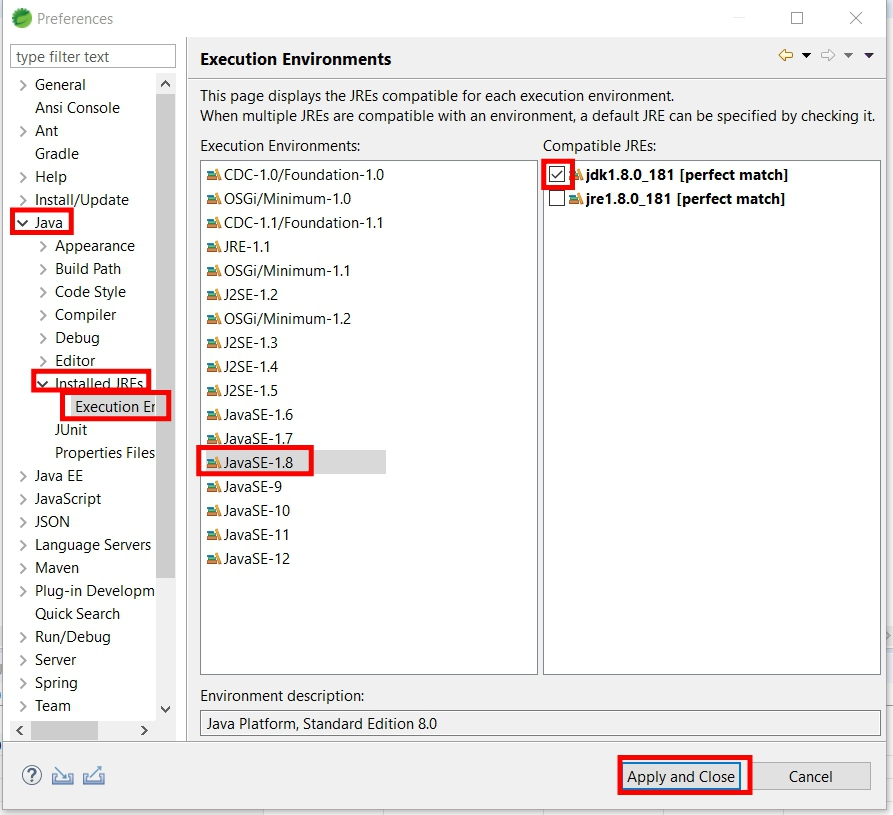 Preferences
type filter text
General
Ansi Console
Ant
Gradle
Help
Install/Update
Java
Appearance
Build Path
Code Style
Compiler
Debug
Editor
Installed JREs
Execution Er
JUnit
Properties Files
Java EE
JavaScript
JSON
Language Servers
Maven
Plug-in Developm
Quick Search
Run/Debug
Server
Spring
Team
Execution Environments
This page displays the JREs compatible for each execution environment.
When multiple JREs are compatible with an environment, a default JRE can be specified by checking it.
Execution Environments:
CDC-1.0/Foundation-1.0
OSGi/Minimum-1.0
CDC-1.1/Foundation-1.1
JRE-1.1
OSGi/Minimum-1.1
J2SE-1.2
OSGi/Minimum-1.2
J2SE-1.3
J2SE-1.4
J2SE-1.5
JavaSE-1.6
JavaSE-1.7
JavaSE-1.8
JavaSE-9
JavaSE-10
JavaSE-11
JavaSE-12
Compatible JREs:
jdk1.8.0_181 [perfect match]
jre1.8.0_181 [perfect match]
Environment description:
Java Platform, Standard Edition 8.0
?
Apply and Close
Cancel